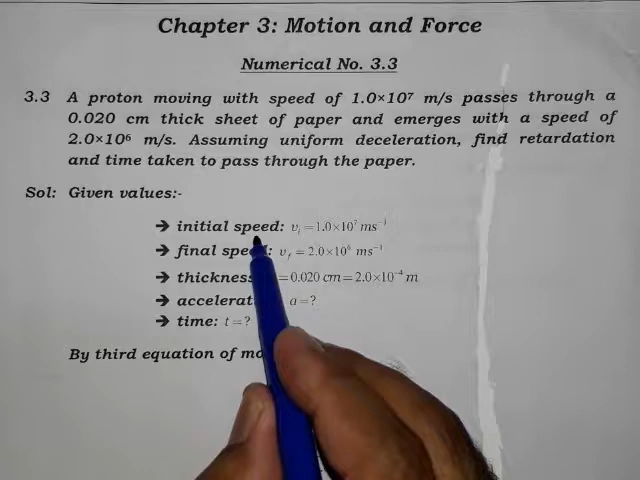 Chapter 3: Motion and Force
Numerical No. 3.3
3.3 A proton moving with speed of 1.0×10⁷ m/s passes through a
0.020 cm thick sheet of paper and emerges with a speed of
2.0×10⁶ m/s. Assuming uniform deceleration, find retardation
and time taken to pass through the paper.
Sol: Given values:-
→ initial speed: vᵢ = 1.0×10⁷ ms⁻¹
→ final speed: v_f = 2.0×10⁶ ms⁻¹
→ thickness = 0.020 cm = 2.0×10⁻⁴ m
→ a = ?
→ time: t = ?
By third equation of